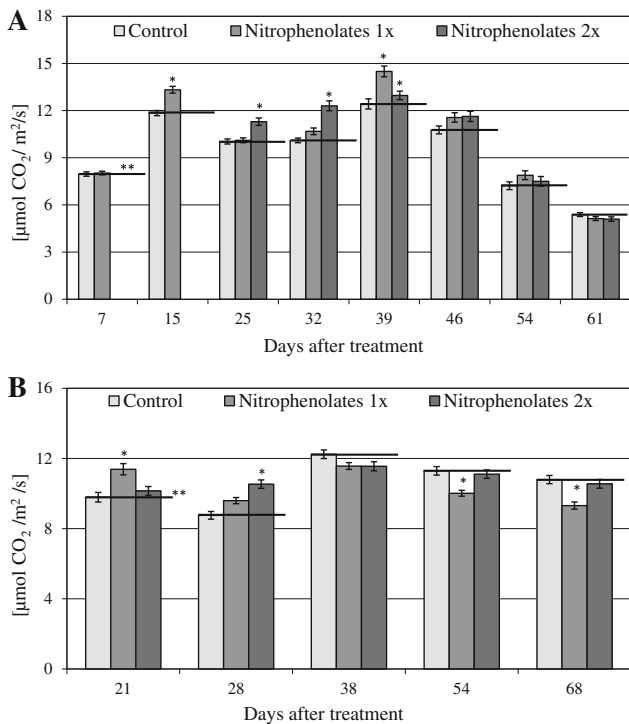 A
Control Nitrophenolates 1x Nitrophenolates 2x
18
15
12
9
6
3
0
[µmol CO₂/ m²/s]
*
**
*
*
*
*
7 15 25 32 39 46 54 61
Days after treatment
B
Control Nitrophenolates 1x Nitrophenolates 2x
16
12
8
4
0
[µmol CO₂ /m² /s]
*
**
*
*
*
21 28 38 54 68
Days after treatment